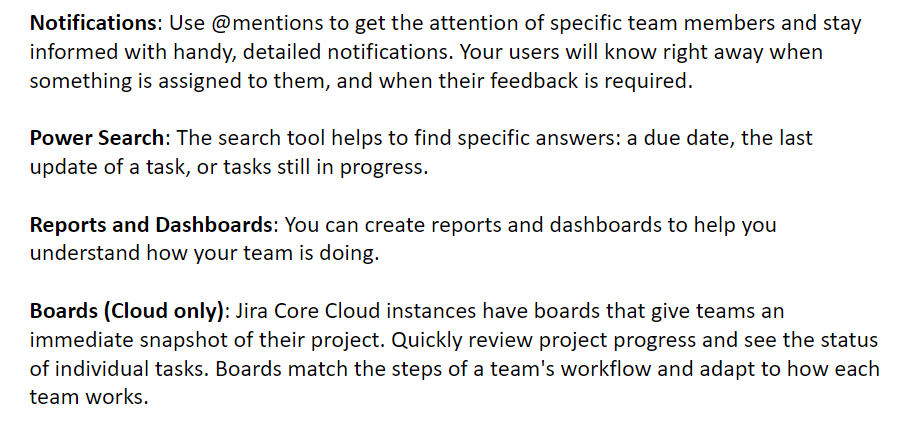 Notifications: Use @mentions to get the attention of specific team members and stay
informed with handy, detailed notifications. Your users will know right away when
something is assigned to them, and when their feedback is required.
Power Search: The search tool helps to find specific answers: a due date, the last
update of a task, or tasks still in progress.
Reports and Dashboards: You can create reports and dashboards to help you
understand how your team is doing.
Boards (Cloud only): Jira Core Cloud instances have boards that give teams an
immediate snapshot of their project. Quickly review project progress and see the status
of individual tasks. Boards match the steps of a team's workflow and adapt to how each
team works.